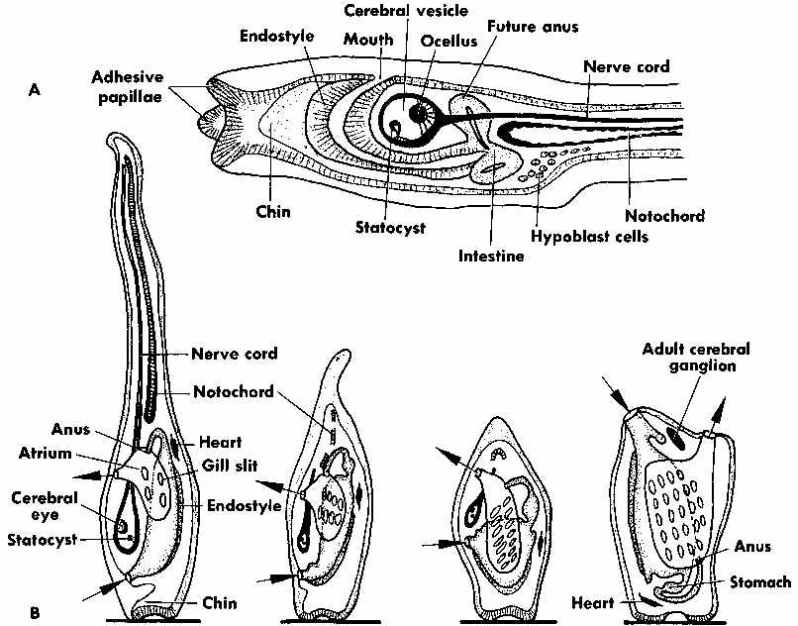 Cerebral vesicle
Endostyle
Mouth
Ocellus
Future anus
Nerve cord
A
Adhesive
papillae
Chin
Statocyst
Intestine
Hypoblast cells
Notochord
Nerve cord
Notochord
Adult cerebral
ganglion
Anus
Atrium
Heart
Gill slit
Cerebral
eye
Endostyle
Statocyst
Anus
Stomach
Chin
Heart
B